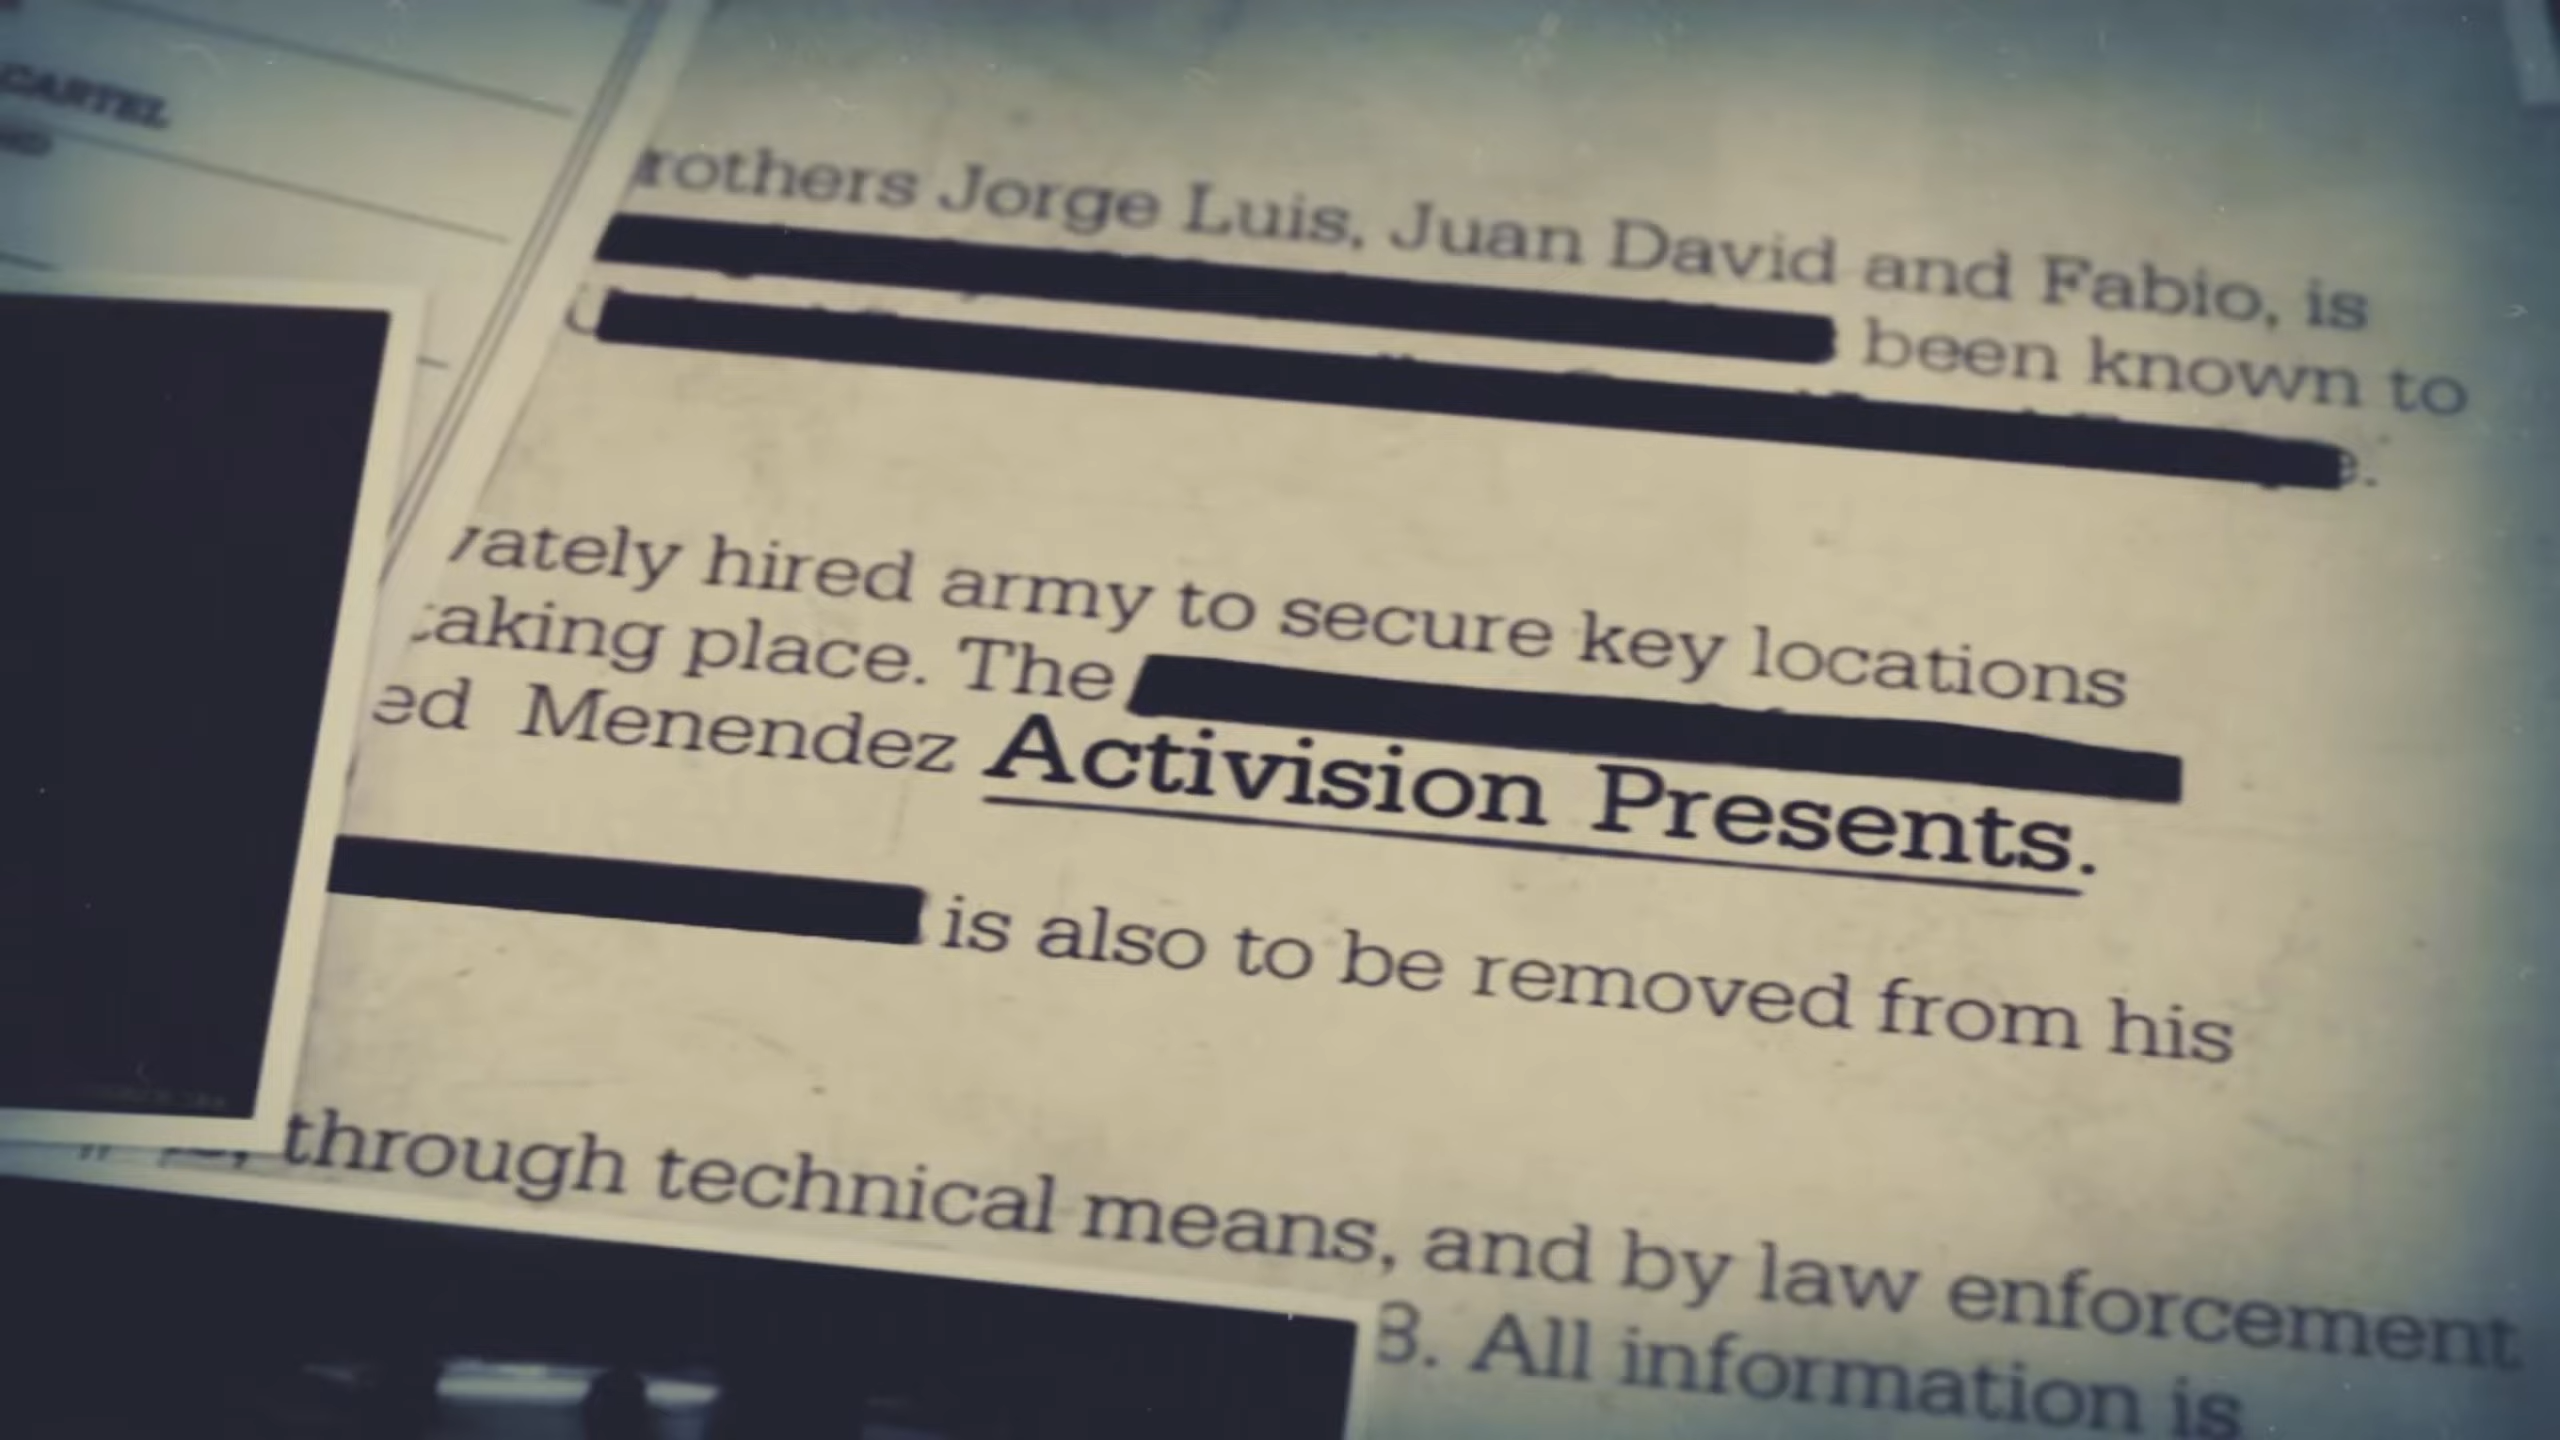 CARTEL
rothers Jorge Luis, Juan David and Fabio, is
been known to
e.
vately hired army to secure key locations
taking place. The
ed Menendez Activision Presents.
is also to be removed from his
through technical means, and by law enforcement
3. All information is